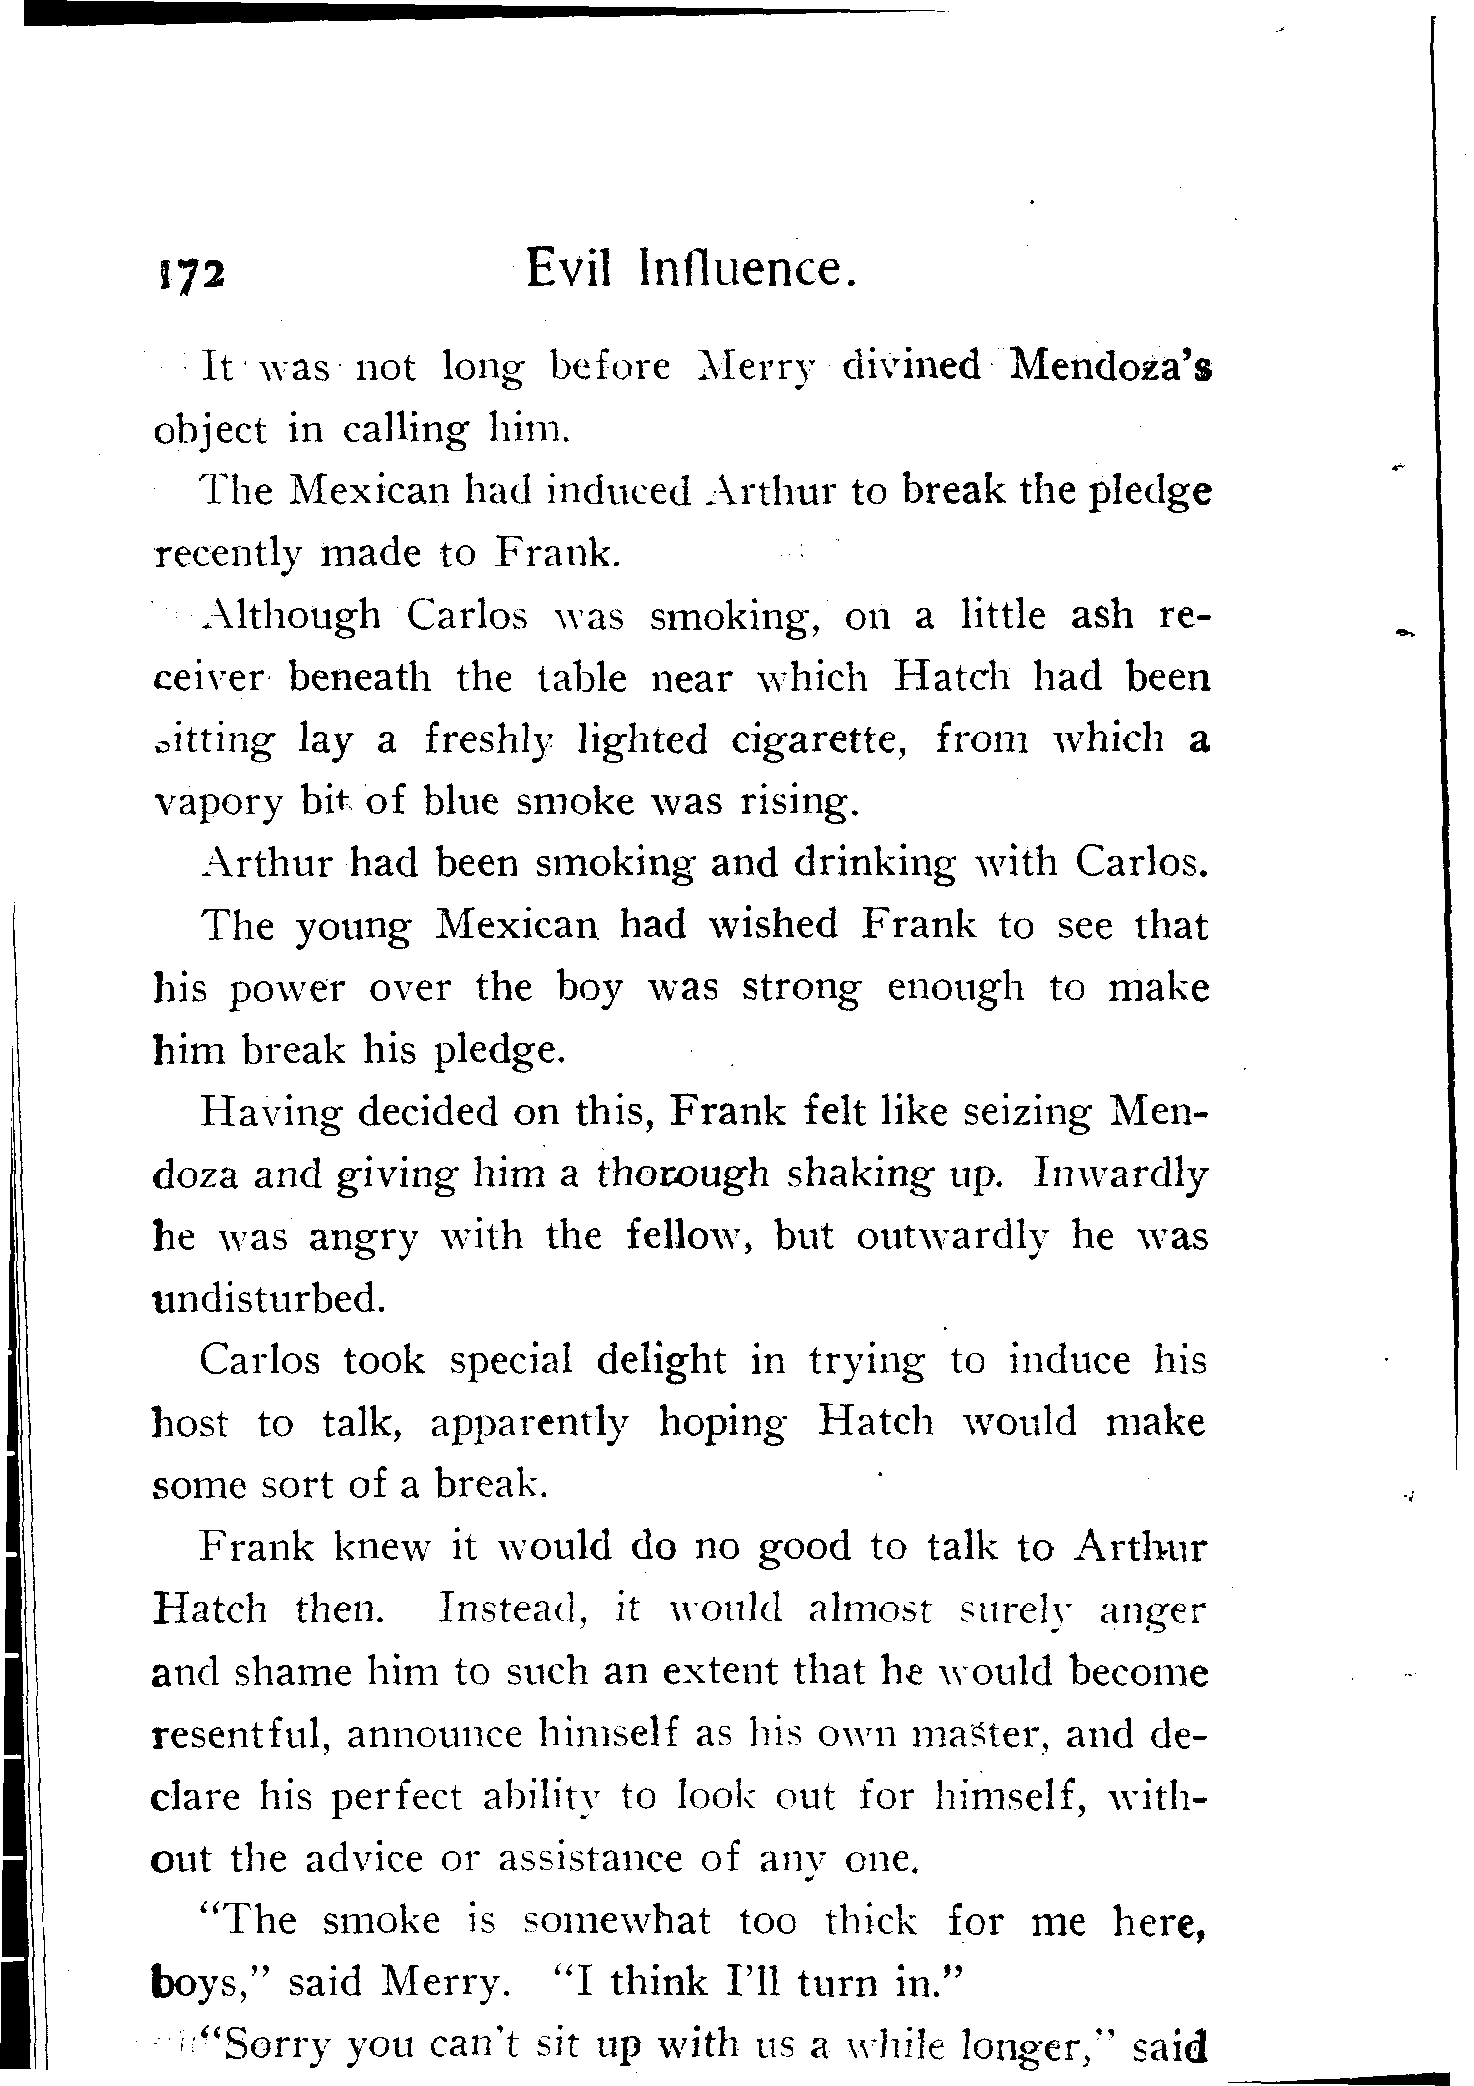 172 Evil Influence.
It was not long before Merry divined Mendoza's
object in calling him.
The Mexican had induced Arthur to break the pledge
recently made to Frank.
Although Carlos was smoking, on a little ash re-
ceiver beneath the table near which Hatch had been
sitting lay a freshly lighted cigarette, from which a
vapory bit of blue smoke was rising.
Arthur had been smoking and drinking with Carlos.
The young Mexican had wished Frank to see that
his power over the boy was strong enough to make
him break his pledge.
Having decided on this, Frank felt like seizing Men-
doza and giving him a thorough shaking up. Inwardly
he was angry with the fellow, but outwardly he was
undisturbed.
Carlos took special delight in trying to induce his
host to talk, apparently hoping Hatch would make
some sort of a break.
Frank knew it would do no good to talk to Arthur
Hatch then. Instead, it would almost surely anger
and shame him to such an extent that he would become
resentful, announce himself as his own master, and de-
clare his perfect ability to look out for himself, with-
out the advice or assistance of any one.
"The smoke is somewhat too thick for me here,
boys," said Merry. "I think I'll turn in."
"Sorry you can't sit up with us a while longer," said